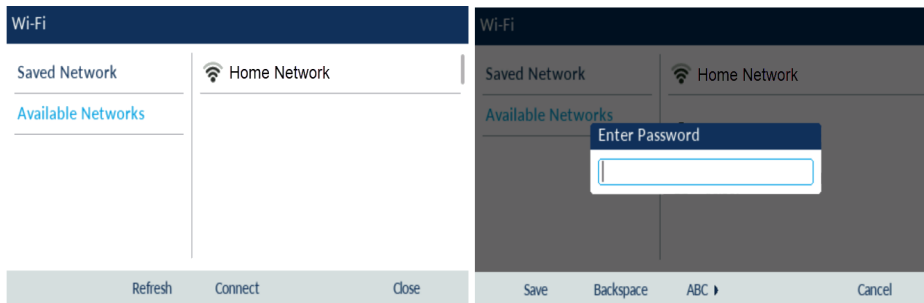 Wi-Fi
Saved Network
Home Network
Available Networks
Refresh Connect Close
Wi-Fi
Saved Network
Home Network
Available Networks
Enter Password
Save Backspace ABC Cancel